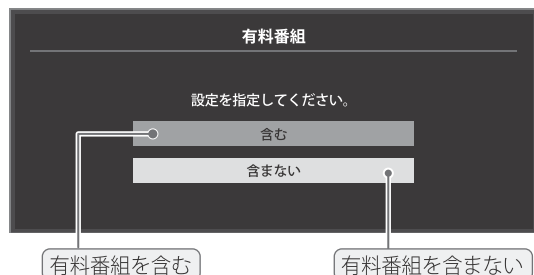 有料番組
設定を指定してください。
含む
含まない
有料番組を含む
有料番組を含まない